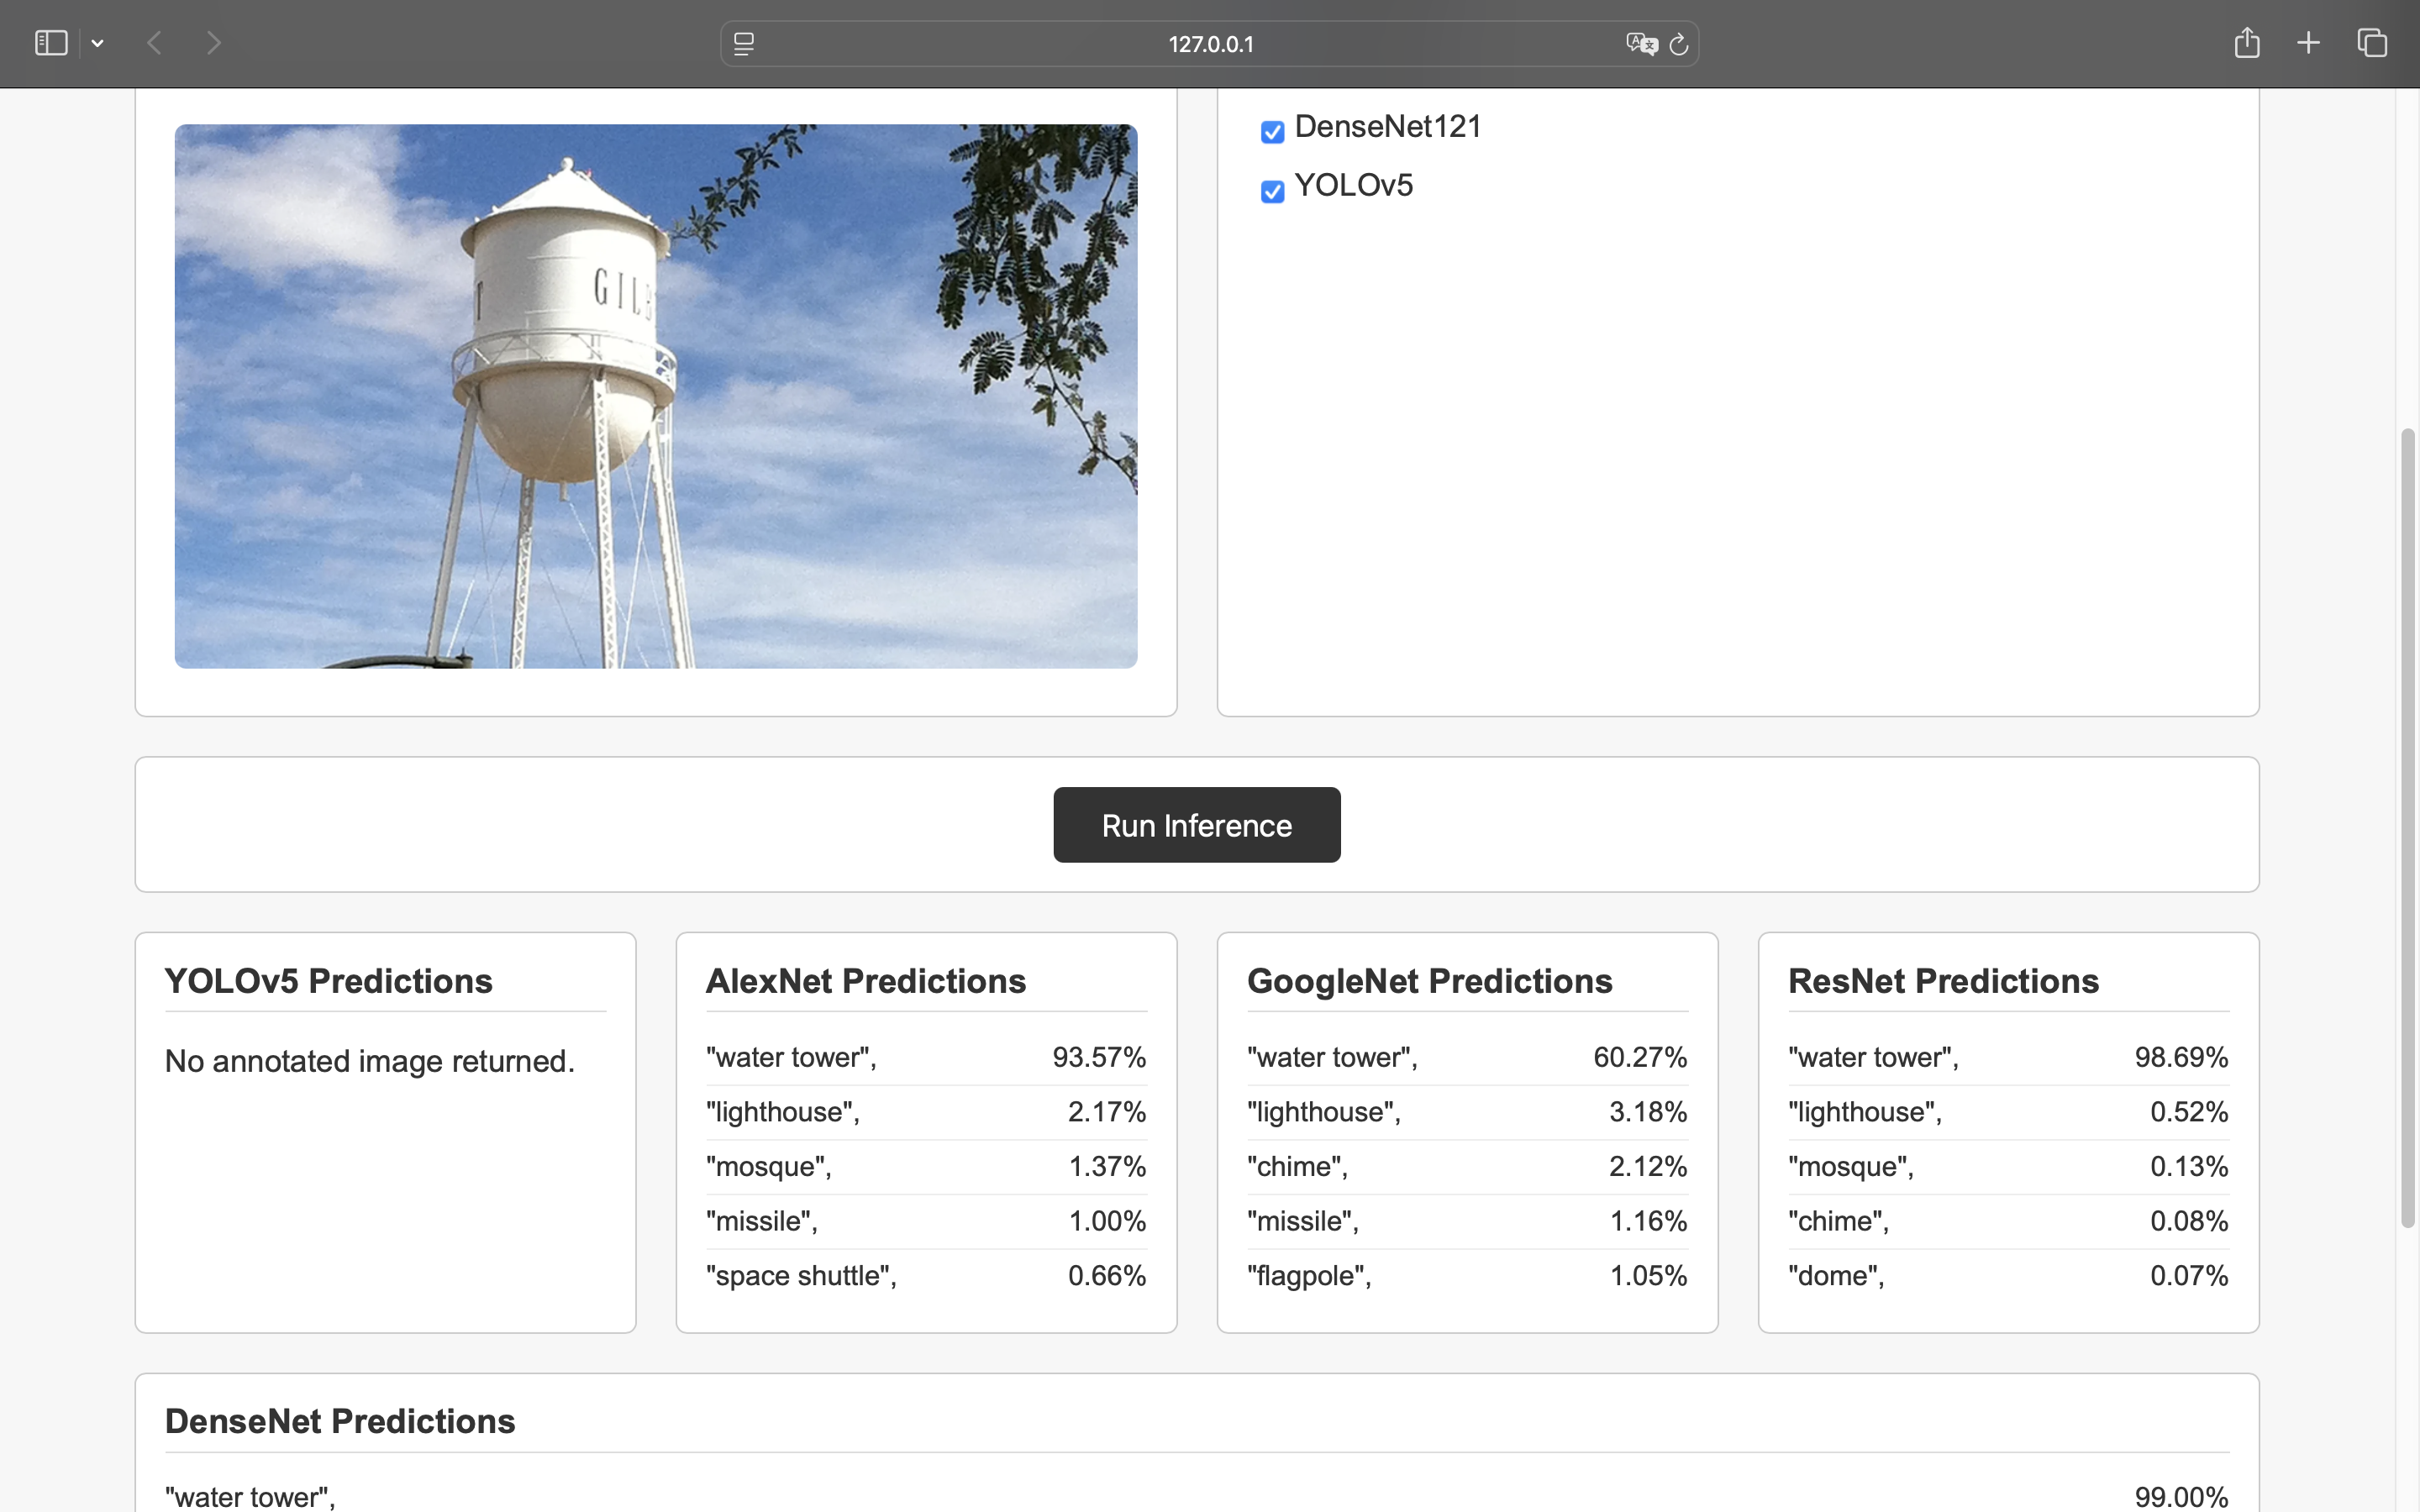 127.0.0.1
DenseNet121
YOLOv5
GIL
Run Inference
YOLOv5 Predictions
No annotated image returned.
AlexNet Predictions
"water tower", 93.57%
"lighthouse", 2.17%
"mosque", 1.37%
"missile", 1.00%
"space shuttle", 0.66%
GoogleNet Predictions
"water tower", 60.27%
"lighthouse", 3.18%
"chime", 2.12%
"missile", 1.16%
"flagpole", 1.05%
ResNet Predictions
"water tower", 98.69%
"lighthouse", 0.52%
"mosque", 0.13%
"chime", 0.08%
"dome", 0.07%
DenseNet Predictions
"water tower", 99.00%